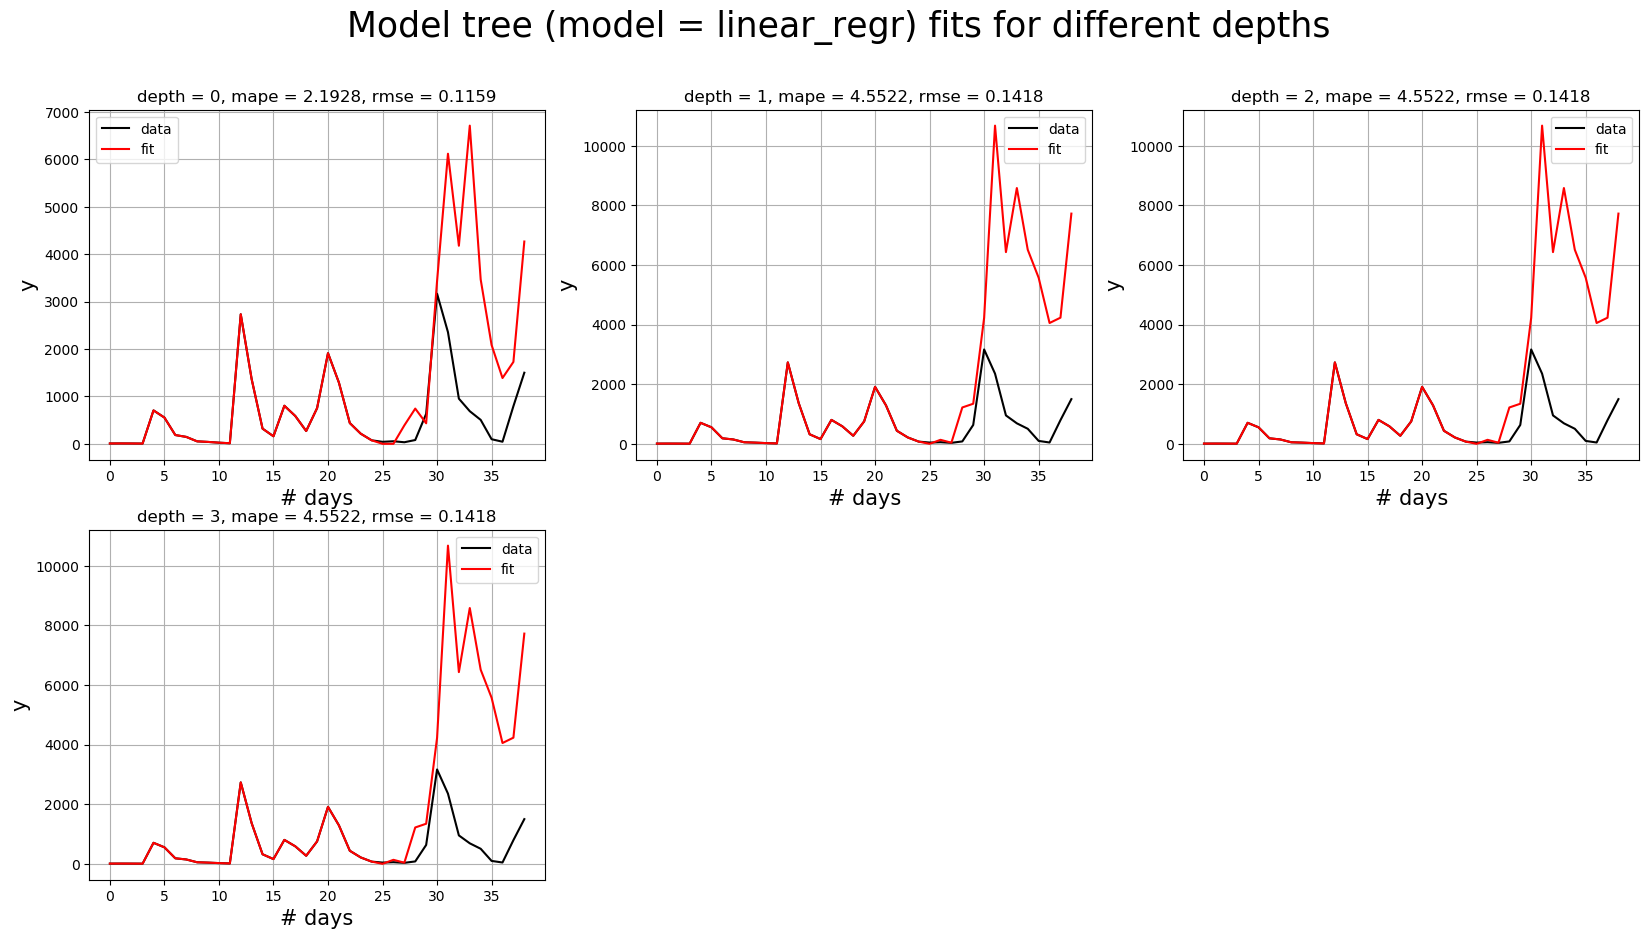 Model tree (model = linear_regr) fits for different depths
depth = 0, mape = 2.1928, rmse = 0.1159
7000
6000
5000
4000
3000
2000
1000
0
y
data
fit
0 5 10 15 20 25 30 35
# days
depth = 1, mape = 4.5522, rmse = 0.1418
10000
8000
6000
4000
2000
0
y
data
fit
0 5 10 15 20 25 30 35
# days
depth = 2, mape = 4.5522, rmse = 0.1418
10000
8000
6000
4000
2000
0
y
data
fit
0 5 10 15 20 25 30 35
# days
depth = 3, mape = 4.5522, rmse = 0.1418
10000
8000
6000
4000
2000
0
y
data
fit
0 5 10 15 20 25 30 35
# days